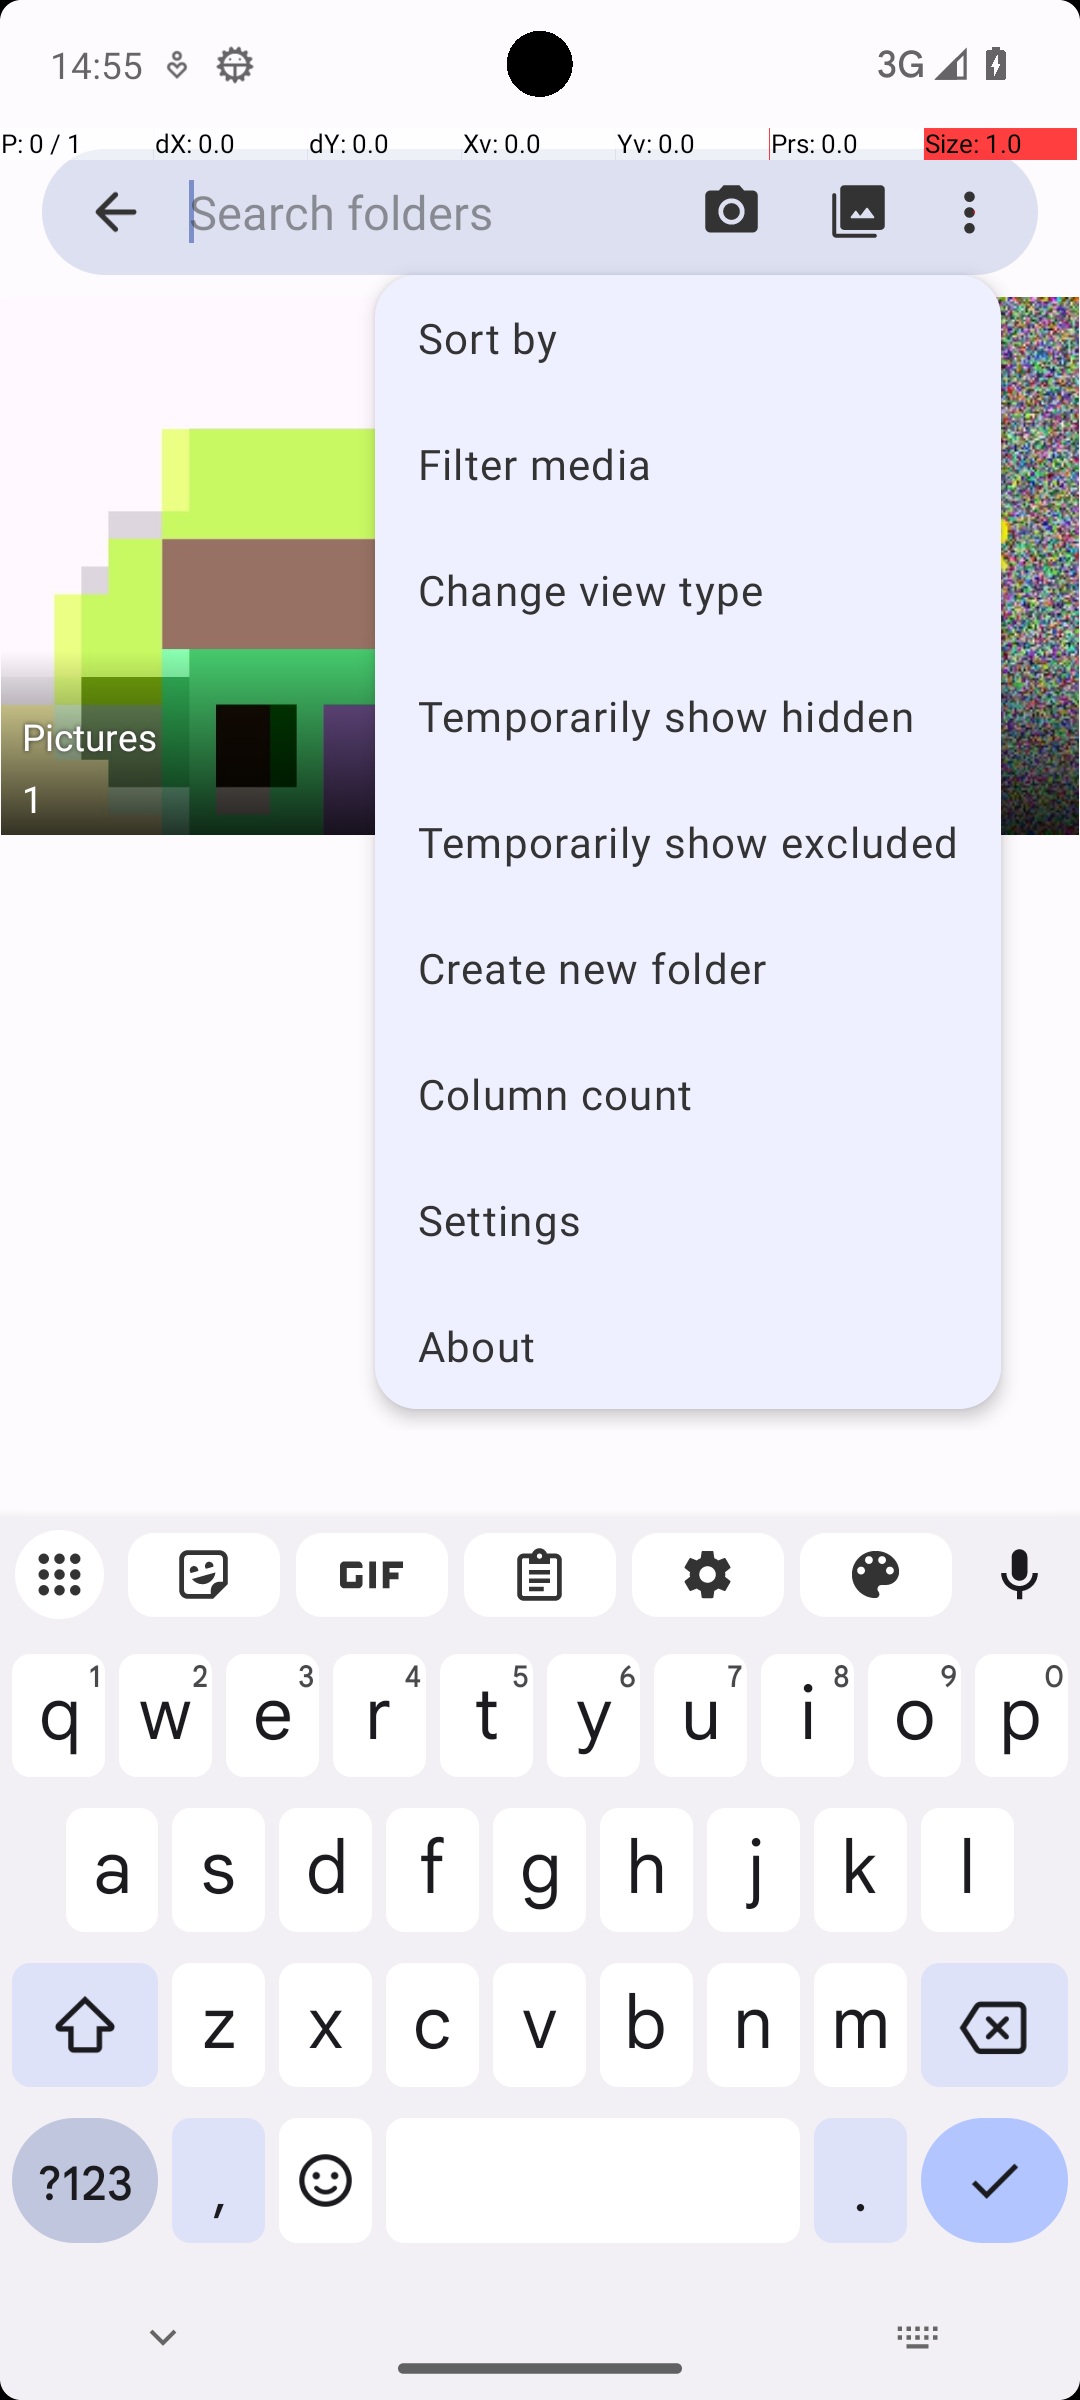 14:55
3G
P: 0 / 1 dX: 0.0 dY: 0.0 Xv: 0.0 Yv: 0.0 Prs: 0.0 Size: 1.0
Search folders
Sort by
Filter media
Change view type
Temporarily show hidden
Temporarily show excluded
Create new folder
Column count
Settings
About
Pictures
1
GIF
q 1 w 2 e 3 r 4 t 5 y 6 u 7 i 8 o 9 p 0
a s d f g h j k l
z x c v b n m
?123 , .